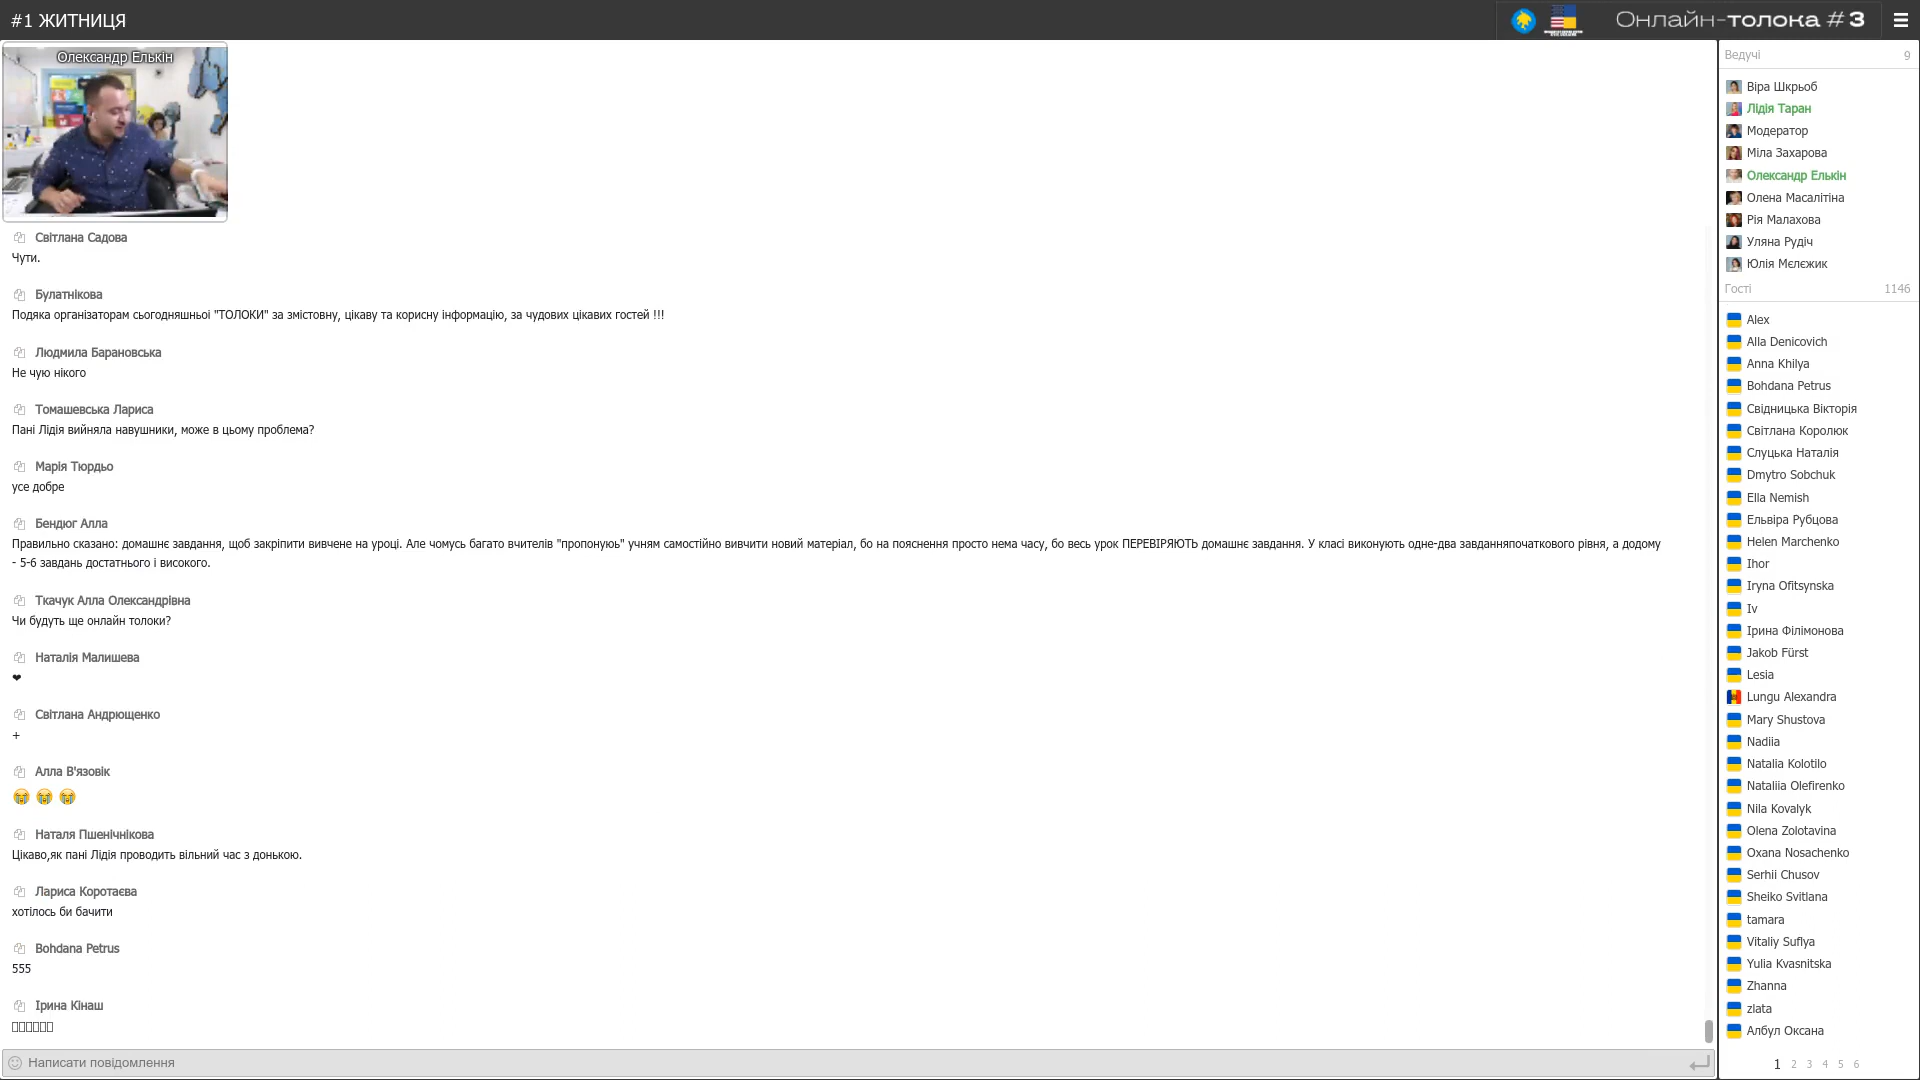 #1 ЖИТНИЦЯ
Онлайн-толока #3
Олександр Елькін
Світлана Садова
Чути.
Булатнікова
Подяка організаторам сьогодняшньої "ТОЛОКИ" за змістовну, цікаву та корисну інформацію, за чудових цікавих гостей !!!
Людмила Барановська
Не чую нікого
Томашевська Лариса
Пані Лідія вийняла навушники, може в цьому проблема?
Марія Тюрдьо
усе добре
Бендюг Алла
Правильно сказано: домашнє завдання, щоб закріпити вивчене на уроці. Але чомусь багато вчителів "пропонуюь" учням самостійно вивчити новий матеріал, бо на пояснення просто нема часу, бо весь урок ПЕРЕВІРЯЮТЬ домашнє завдання. У класі виконують одне-два завданняпочаткового рівня, а додому
- 5-6 завдань достатнього і високого.
Ткачук Алла Олександрівна
Чи будуть ще онлайн толоки?
Наталія Малишева
❤
Світлана Андрющенко
+
Алла В'язовік
😭 😭 😭
Наталя Пшенічнікова
Цікаво,як пані Лідія проводить вільний час з донькою.
Лариса Коротаєва
хотілось би бачити
Bohdana Petrus
555
Ірина Кінаш
Написати повідомлення
Ведучі 9
Віра Шкрьоб
Лідія Таран
Модератор
Міла Захарова
Олександр Елькін
Олена Масалітіна
Рія Малахова
Уляна Рудіч
Юлія Мєлєжик
Гості 1146
Alex
Alla Denicovich
Anna Khilya
Bohdana Petrus
Cвідницька Вікторія
Cвітлана Королюк
Cлуцька Наталія
Dmytro Sobchuk
Ella Nemish
Eльвіра Рубцова
Helen Marchenko
Ihor
Iryna Ofitsynska
Iv
Iрина Філімонова
Jakob Fürst
Lesia
Lungu Alexandra
Mary Shustova
Nadiia
Natalia Kolotilo
Nataliia Olefirenko
Nila Kovalyk
Olena Zolotavina
Oxana Nosachenko
Serhii Chusov
Sheiko Svitlana
tamara
Vitaliy Suflya
Yulia Kvasnitska
Zhanna
zlata
Албул Оксана
1 2 3 4 5 6